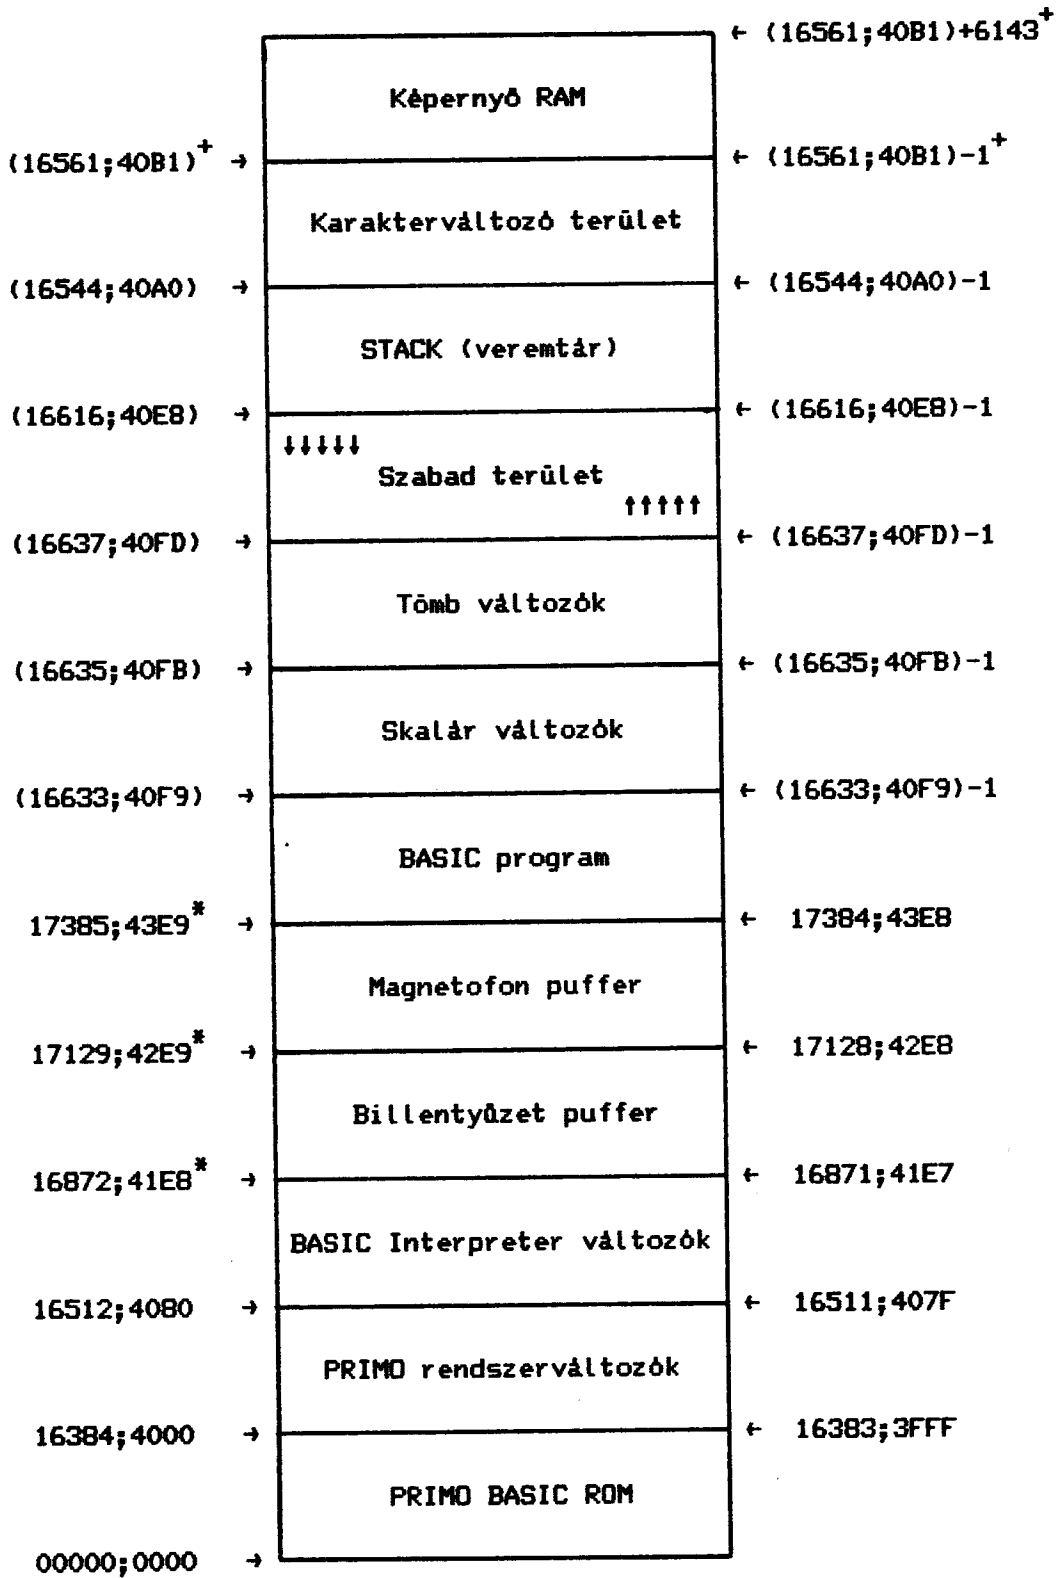 ← (16561;40B1)+6143+
Képernyő RAM
(16561;40B1)+ → ← (16561;40B1)-1+
Karakterváltozó terület
(16544;40A0) → ← (16544;40A0)-1
STACK (veremtár)
(16616;40E8) → ← (16616;40E8)-1
↓↓↓↓↓
Szabad terület
↑↑↑↑↑
(16637;40FD) → ← (16637;40FD)-1
Tömb változók
(16635;40FB) → ← (16635;40FB)-1
Skalár változók
(16633;40F9) → ← (16633;40F9)-1
BASIC program
17385;43E9* → ← 17384;43E8
Magnetofon puffer
17129;42E9* → ← 17128;42E8
Billentyűzet puffer
16872;41E8* → ← 16871;41E7
BASIC Interpreter változók
16512;4080 → ← 16511;407F
PRIMO rendszerváltozók
16384;4000 → ← 16383;3FFF
PRIMO BASIC ROM
00000;0000 →